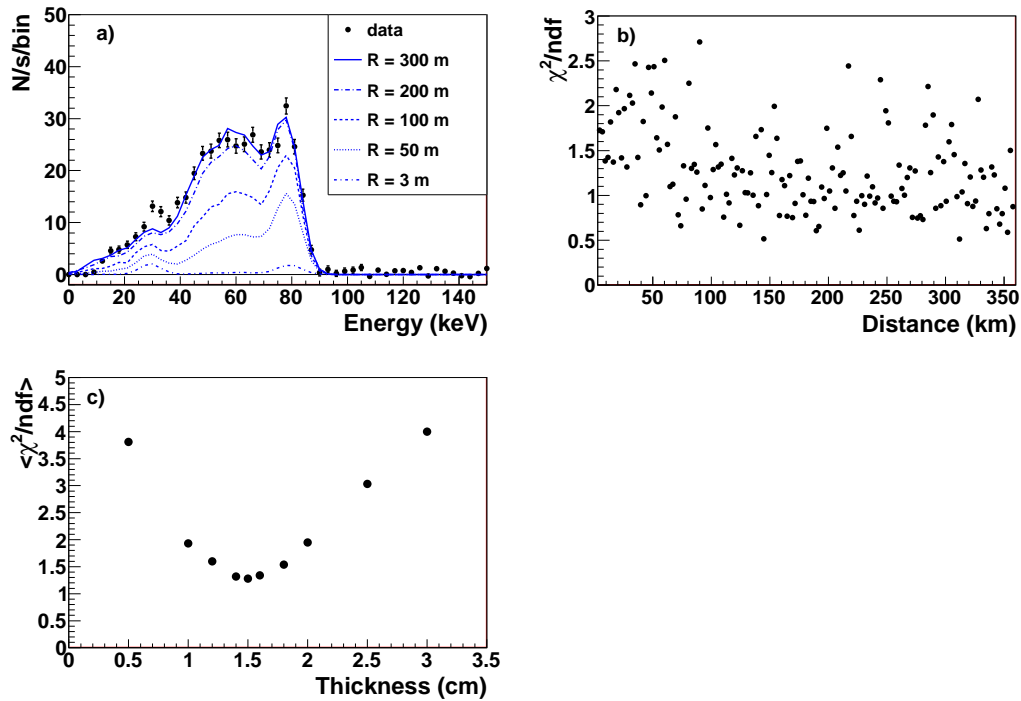 a)
N/s/bin
50
40
30
20
10
0
data
R = 300 m
R = 200 m
R = 100 m
R = 50 m
R = 3 m
0 20 40 60 80 100 120 140
Energy (keV)
b)
χ²/ndf
3
2.5
2
1.5
1
0.5
0
50 100 150 200 250 300 350
Distance (km)
c)
<χ²/ndf>
5
4.5
4
3.5
3
2.5
2
1.5
1
0.5
0
0 0.5 1 1.5 2 2.5 3 3.5
Thickness (cm)